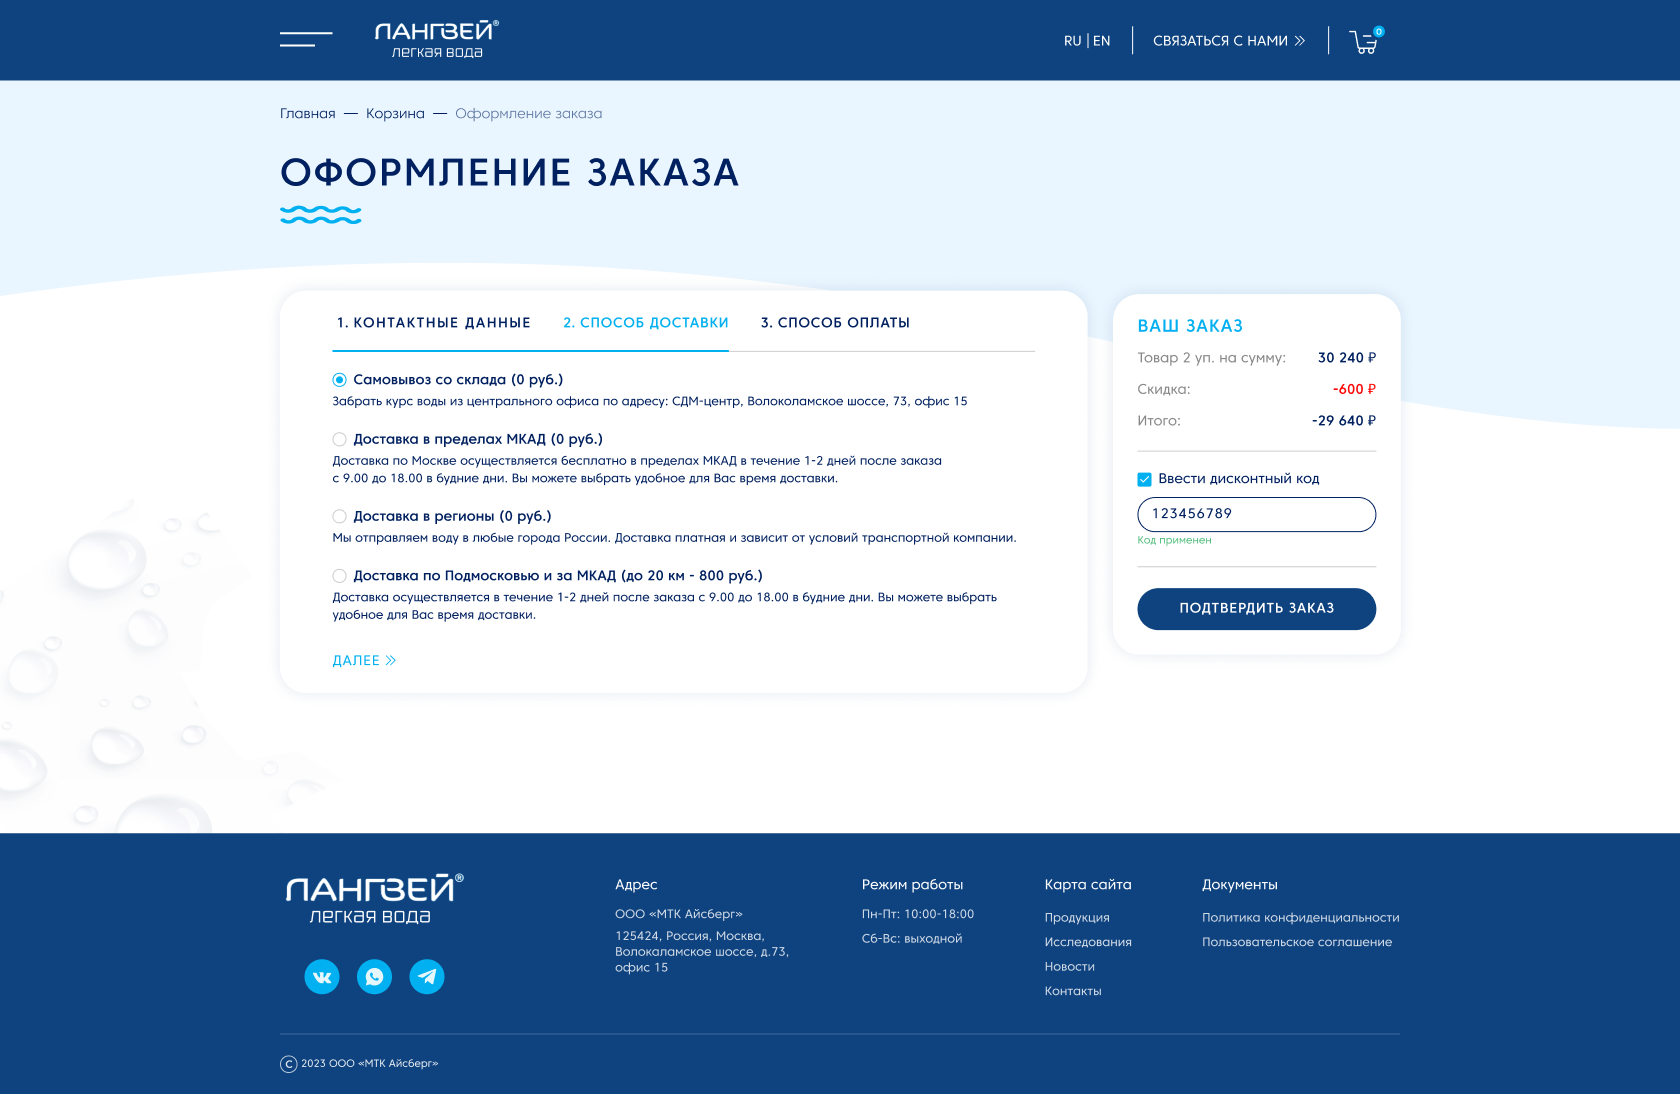 ЛАНГВЕЙ®
ЛЕГКАЯ ВОДА
RU | EN
СВЯЗАТЬСЯ С НАМИ
0
Главная — Корзина — Оформление заказа
ОФОРМЛЕНИЕ ЗАКАЗА
1. КОНТАКТНЫЕ ДАННЫЕ
2. СПОСОБ ДОСТАВКИ
3. СПОСОБ ОПЛАТЫ
Самовывоз со склада (0 руб.)
Забрать курс воды из центрального офиса по адресу: СДМ-центр, Волоколамское шоссе, 73, офис 15
Доставка в пределах МКАД (0 руб.)
Доставка по Москве осуществляется бесплатно в пределах МКАД в течение 1-2 дней после заказа
с 9.00 до 18.00 в будние дни. Вы можете выбрать удобное для Вас время доставки.
Доставка в регионы (0 руб.)
Мы отправляем воду в любые города России. Доставка платная и зависит от условий транспортной компании.
Доставка по Подмосковью и за МКАД (до 20 км - 800 руб.)
Доставка осуществляется в течение 1-2 дней после заказа с 9.00 до 18.00 в будние дни. Вы можете выбрать
удобное для Вас время доставки.
ДАЛЕЕ
ВАШ ЗАКАЗ
Товар 2 уп. на сумму: 30 240 ₽
Скидка: -600 ₽
Итого: -29 640 ₽
Ввести дисконтный код
123456789
Код применен
ПОДТВЕРДИТЬ ЗАКАЗ
ЛАНГВЕЙ®
ЛЕГКАЯ ВОДА
Адрес
ООО «МТК Айсберг»
125424, Россия, Москва,
Волокаламское шоссе, д.73,
офис 15
Режим работы
Пн-Пт: 10:00-18:00
Сб-Вс: выходной
Карта сайта
Продукция
Исследования
Новости
Контакты
Документы
Политика конфиденциальности
Пользовательское соглашение
© 2023 ООО «МТК Айсберг»